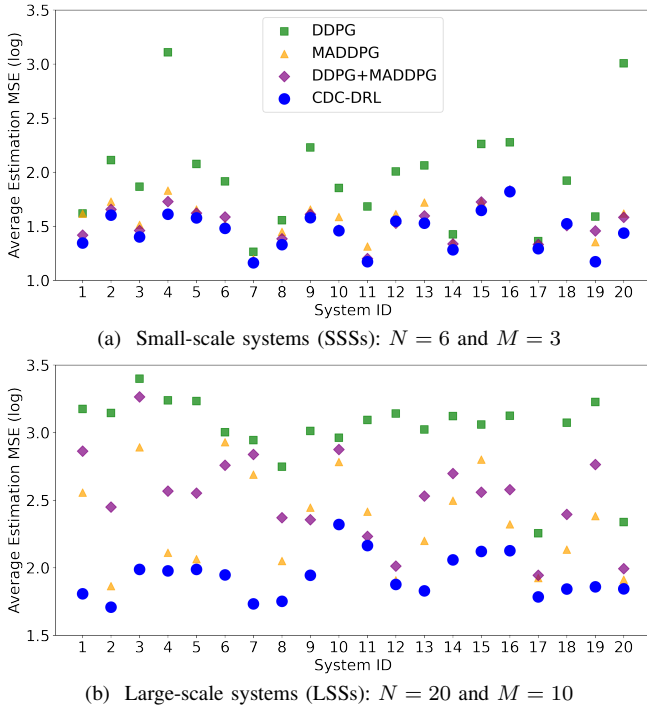 Average Estimation MSE (log)
3.5
3.0
2.5
2.0
1.5
1.0
DDPG
MADDPG
DDPG+MADDPG
CDC-DRL
1 2 3 4 5 6 7 8 9 10 11 12 13 14 15 16 17 18 19 20
System ID
(a) Small-scale systems (SSSs): N = 6 and M = 3
Average Estimation MSE (log)
3.5
3.0
2.5
2.0
1.5
1 2 3 4 5 6 7 8 9 10 11 12 13 14 15 16 17 18 19 20
System ID
(b) Large-scale systems (LSSs): N = 20 and M = 10